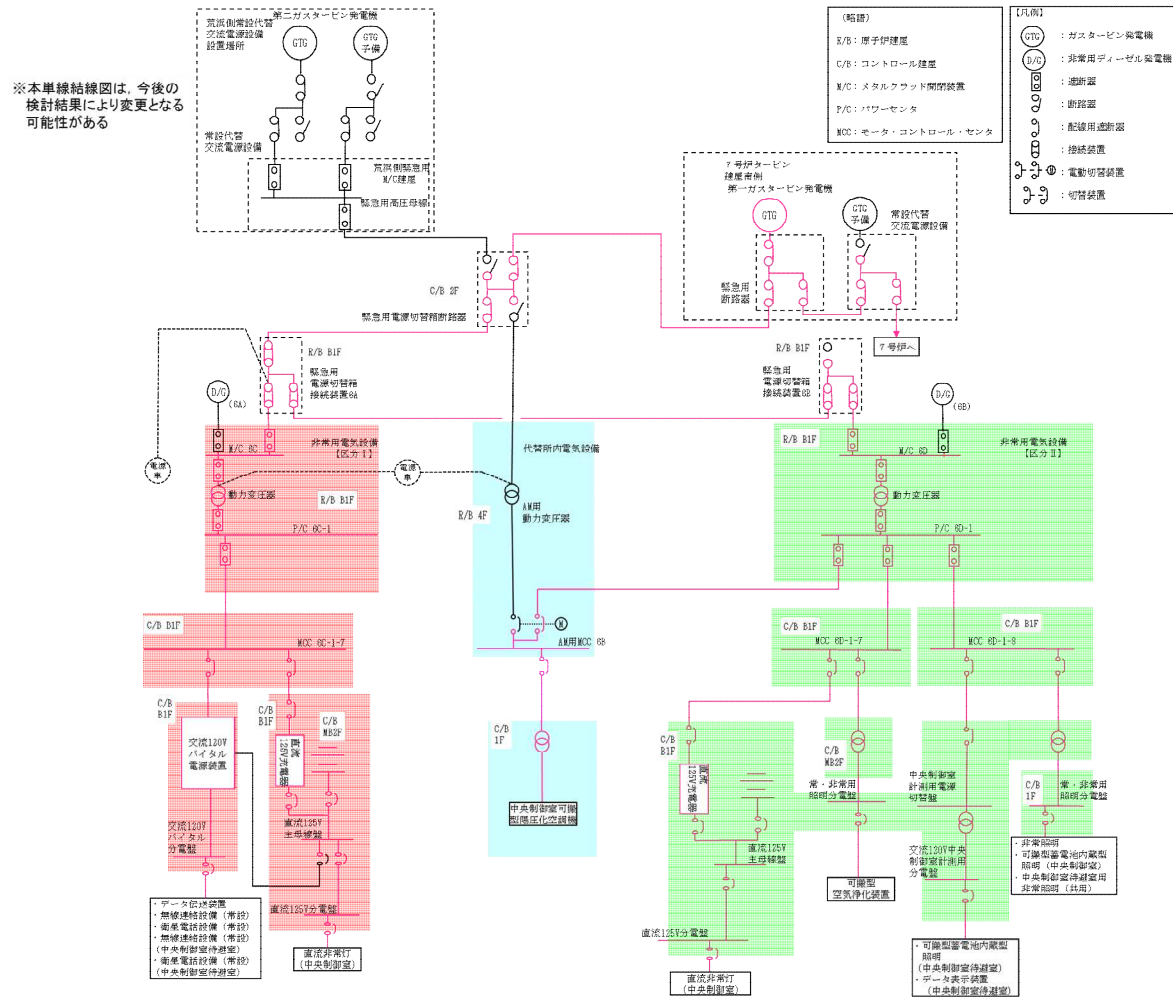 ※本単線結線図は，今後の
検討結果により変更となる
可能性がある
第二ガスタービン発電機
荒浜側常設代替
交流電源設備
設置場所
GTG
GTG
予備
常設代替
交流電源設備
荒浜側緊急用
M/C建屋
緊急用高圧母線
(略語)
R/B：原子炉建屋
C/B：コントロール建屋
M/C：メタルクラッド開閉装置
P/C：パワーセンタ
MCC：モータ・コントロール・センタ
【凡例】
GTG
：ガスタービン発電機
D/G
：非常用ディーゼル発電機
：遮断器
：断路器
：配線用遮断器
：接続装置
M
：電動切替装置
：切替装置
7号炉タービン
建屋南側
第一ガスタービン発電機
GTG
GTG
予備
常設代替
交流電源設備
緊急用
断路器
7号炉へ
C/B 2F
緊急用電源切替箱断路器
R/B B1F
緊急用
電源切替箱
接続装置6A
R/B B1F
緊急用
電源切替箱
接続装置6B
D/G
(6A)
D/G
(6B)
電源
車
電源
車
非常用電気設備
【区分Ⅰ】
M/C 6C
動力変圧器
R/B B1F
P/C 6C-1
代替所内電気設備
R/B 4F
AM用
動力変圧器
M
AM用MCC 6B
R/B B1F
非常用電気設備
【区分Ⅱ】
M/C 6D
動力変圧器
P/C 6D-1
C/B B1F
MCC 6C-1-7
C/B B1F
MCC 6D-1-7
C/B B1F
MCC 6D-1-8
C/B
B1F
交流120V
バイタル
電源装置
C/B
B1F
直流
125V充電器
C/B
MB2F
交流120V
バイタル
分電盤
直流125V
主母線盤
直流125V分電盤
・データ伝送装置
・無線連絡設備（常設）
・衛星電話設備（常設）
・無線連絡設備（常設）
（中央制御室待避室）
・衛星電話設備（常設）
（中央制御室待避室）
直流非常灯
（中央制御室）
C/B
1F
中央制御室可搬
型陽圧化空調機
C/B
B1F
直流
125V充電器
直流125V
主母線盤
直流125V分電盤
直流非常灯
（中央制御室）
C/B
MB2F
常・非常用
照明分電盤
可搬型
空気浄化装置
中央制御室
計測用電源
切替盤
交流120V中央
制御室計測用
分電盤
・可搬型蓄電池内蔵型
照明
（中央制御室待避室）
・データ表示装置
（中央制御室待避室）
常・非常用
照明分電盤
C/B
1F
・非常照明
・可搬型蓄電池内蔵型
照明（中央制御室）
・中央制御室待避室用
非常照明（共用）